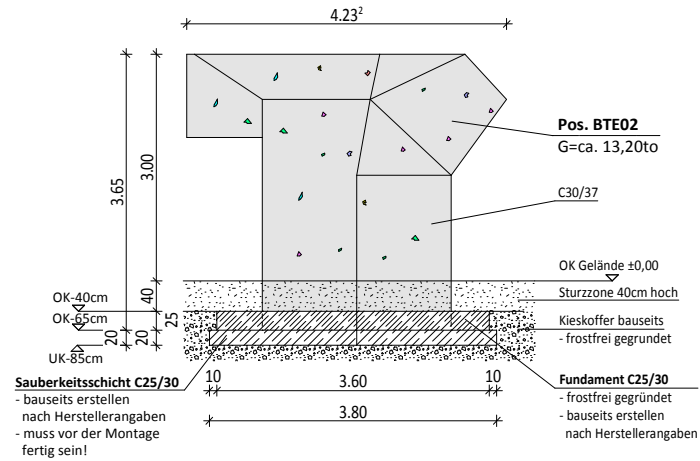 4.23²
Pos. BTE02
G=ca. 13,20to
C30/37
3.65
3.00
OK Gelände ±0,00
Sturzzone 40cm hoch
Kieskoffer bauseits
- frostfrei gegrundet
OK-40cm
OK-65cm
UK-85cm
40
25
20
20
Sauberkeitsschicht C25/30
- bauseits erstellen
nach Herstellerangaben
- muss vor der Montage
fertig sein!
10
3.60
10
3.80
Fundament C25/30
- frostfrei gegründet
- bauseits erstellen
nach Herstellerangaben